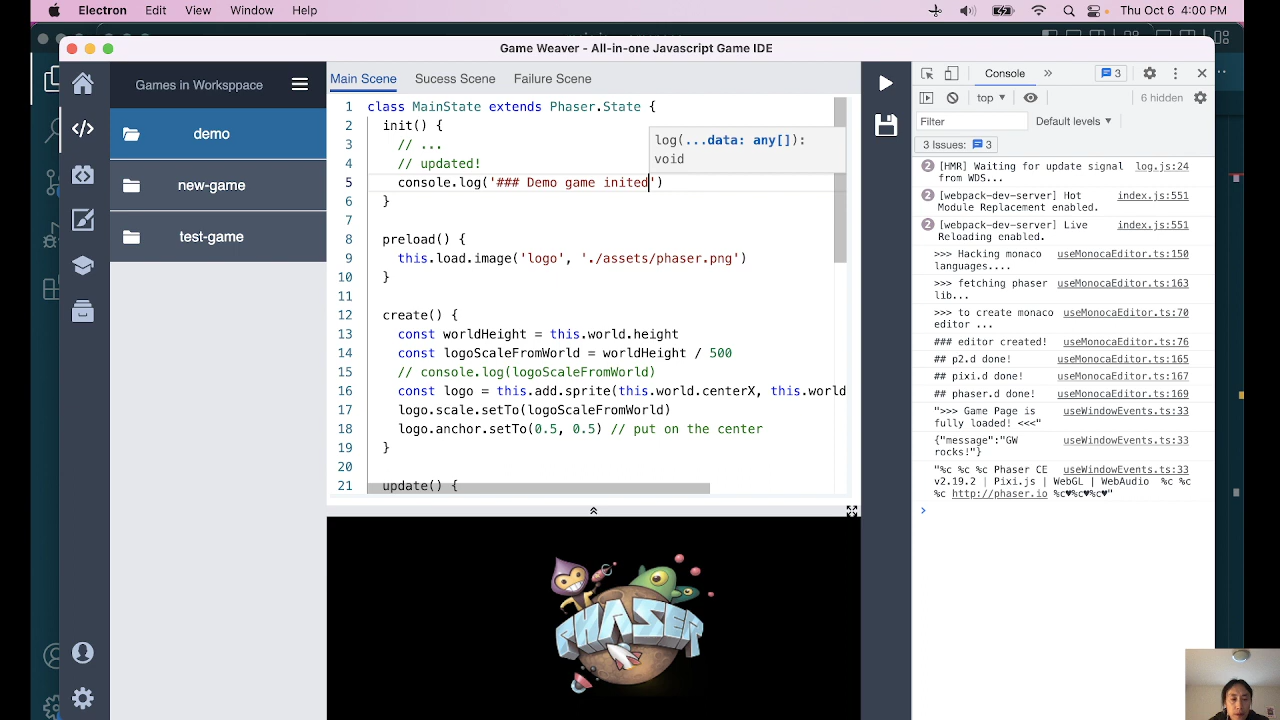 Electron Edit View Window Help
Thu Oct 6 4:00 PM
Game Weaver - All-in-one Javascript Game IDE
Games in Worksppace
demo
new-game
test-game
Main Scene Sucess Scene Failure Scene
1 class MainState extends Phaser.State {
2 init() {
3 // ...
4 // updated!
5 console.log('### Demo game inited')
6 }
7
8 preload() {
9 this.load.image('logo', './assets/phaser.png')
10 }
11
12 create() {
13 const worldHeight = this.world.height
14 const logoScaleFromWorld = worldHeight / 500
15 // console.log(logoScaleFromWorld)
16 const logo = this.add.sprite(this.world.centerX, this.world
17 logo.scale.setTo(logoScaleFromWorld)
18 logo.anchor.setTo(0.5, 0.5) // put on the center
19 }
20
21 update() {
log(...data: any[]):
void
PHASER
Console » 3
top ▼ 6 hidden
Filter Default levels ▼
3 Issues: 3
2 [HMR] Waiting for update signal log.js:24
from WDS...
2 [webpack-dev-server] Hot index.js:551
Module Replacement enabled.
2 [webpack-dev-server] Live index.js:551
Reloading enabled.
>>> Hacking monaco useMonacaEditor.ts:150
languages....
>>> fetching phaser useMonacaEditor.ts:163
lib...
>>> to create monaco useMonacaEditor.ts:70
editor ...
### editor created! useMonacaEditor.ts:76
## p2.d done! useMonacaEditor.ts:165
## pixi.d done! useMonacaEditor.ts:167
## phaser.d done! useMonacaEditor.ts:169
">>> Game Page is useWindowEvents.ts:33
fully loaded! <<<"
{"message":"GW useWindowEvents.ts:33
rocks!"}
"%c %c %c Phaser CE useWindowEvents.ts:33
v2.19.2 | Pixi.js | WebGL | WebAudio %c %c
%c http://phaser.io %c♥%c♥%c♥"
>